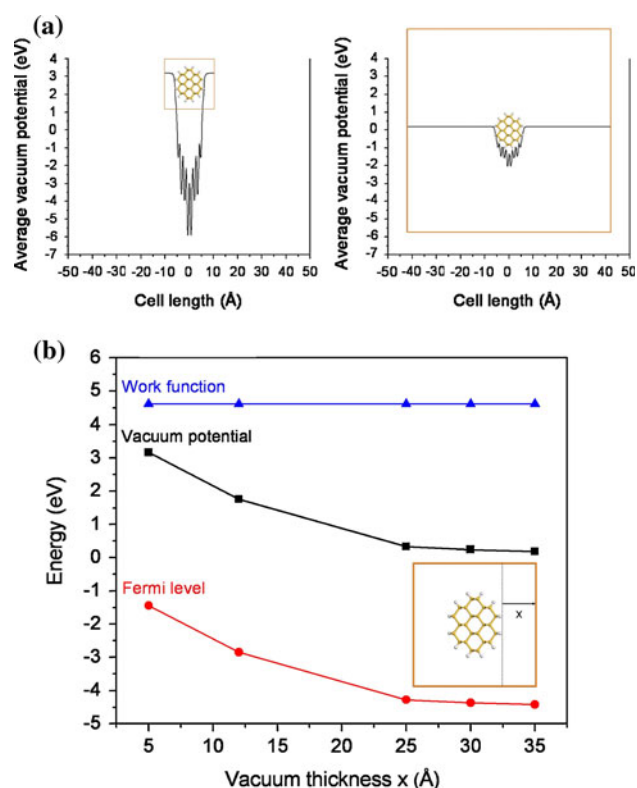 (a)
Average vacuum potential (eV)
4
3
2
1
0
-1
-2
-3
-4
-5
-6
-7
-50 -40 -30 -20 -10 0 10 20 30 40 50
Cell length (Å)
Average vacuum potential (eV)
4
3
2
1
0
-1
-2
-3
-4
-5
-6
-7
-50 -40 -30 -20 -10 0 10 20 30 40 50
Cell length (Å)
(b)
Energy (eV)
6
5
4
3
2
1
0
-1
-2
-3
-4
-5
Work function
Vacuum potential
Fermi level
x
5 10 15 20 25 30 35
Vacuum thickness x (Å)